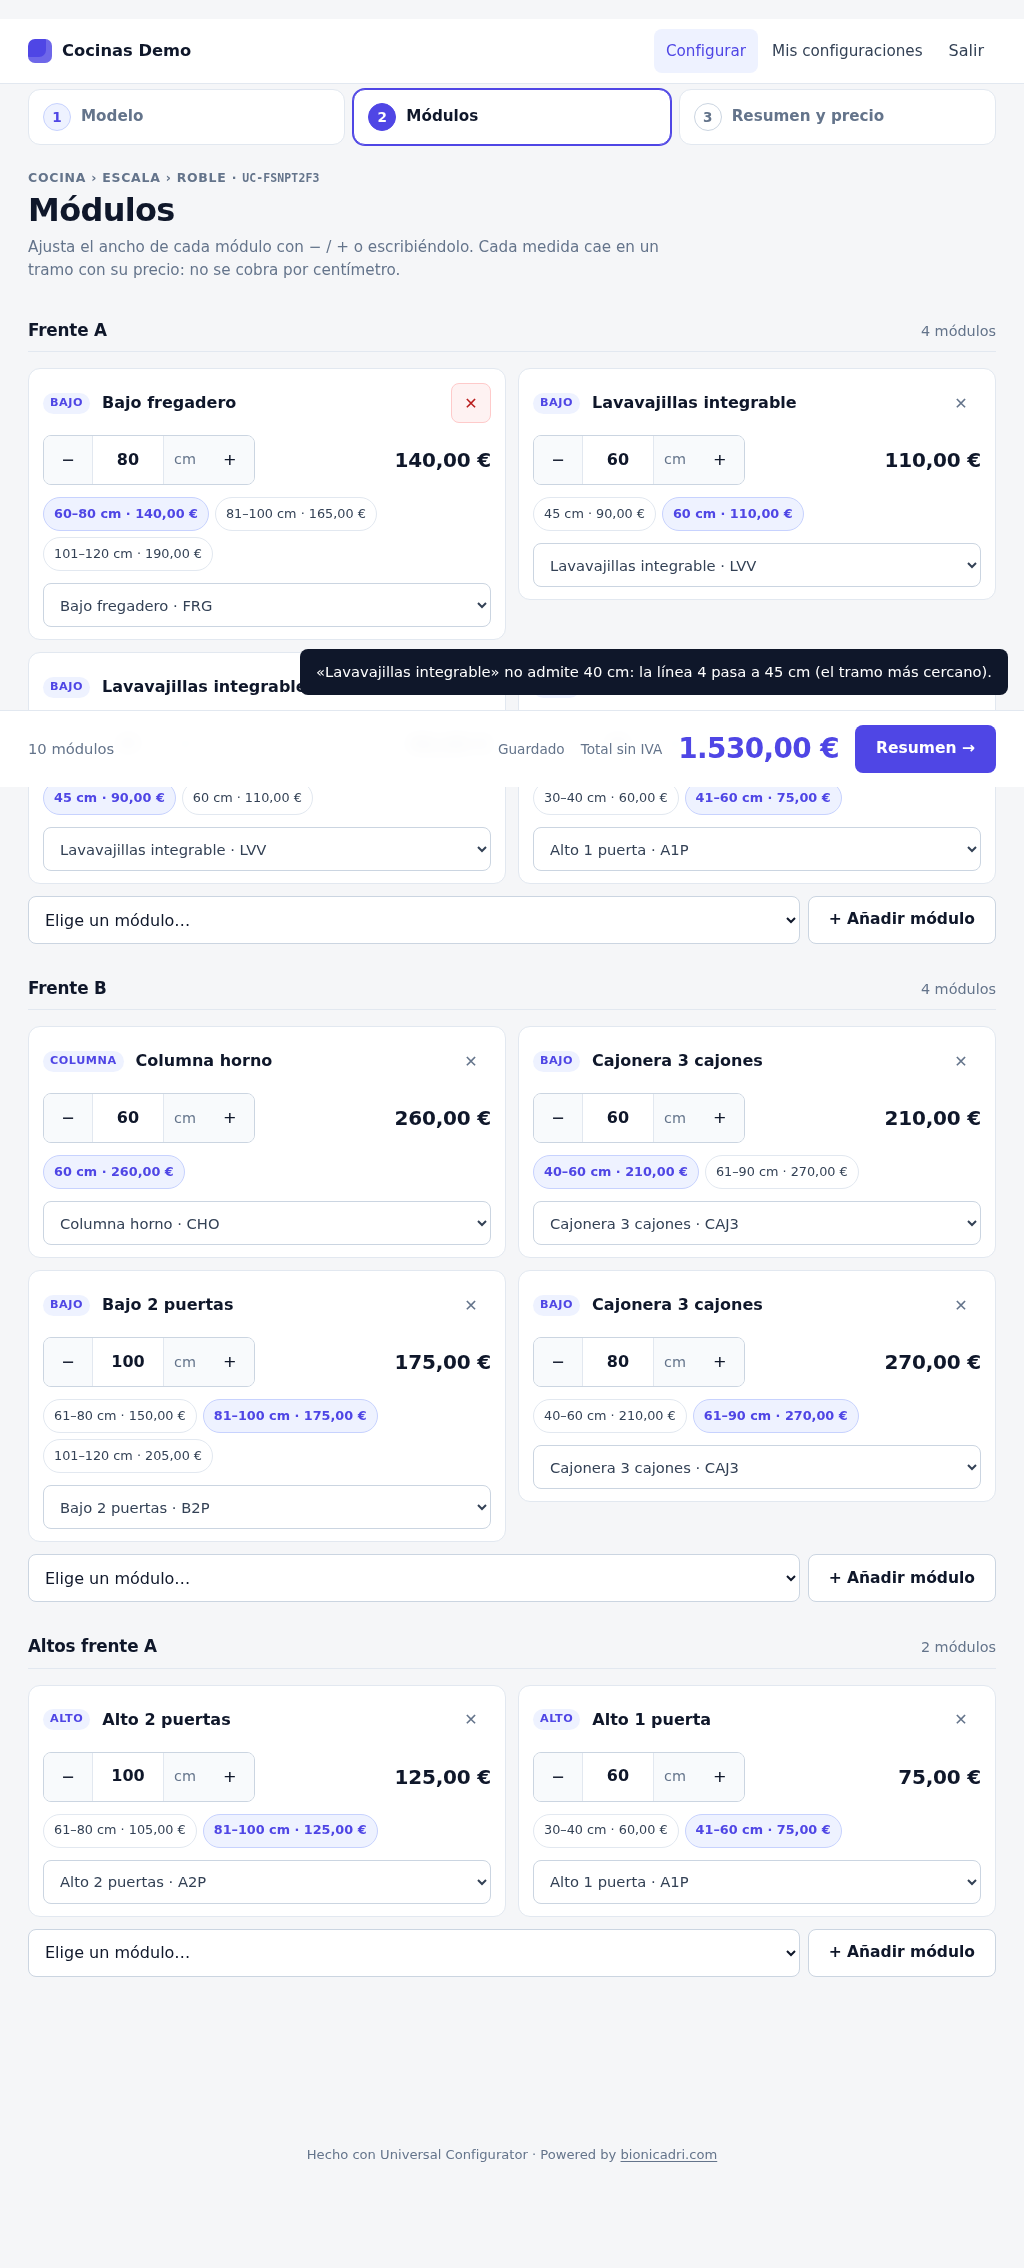 Cocinas Demo
Configurar
Mis configuraciones
Salir
1 Modelo
2 Módulos
3 Resumen y precio
COCINA › ESCALA › ROBLE · UC-FSNPT2F3
Módulos
Ajusta el ancho de cada módulo con − / + o escribiéndolo. Cada medida cae en un
tramo con su precio: no se cobra por centímetro.
Frente A
4 módulos
BAJO Bajo fregadero ✕
− 80 cm + 140,00 €
60–80 cm · 140,00 €
81–100 cm · 165,00 €
101–120 cm · 190,00 €
Bajo fregadero · FRG
BAJO Lavavajillas integrable ✕
− 60 cm + 110,00 €
45 cm · 90,00 €
60 cm · 110,00 €
Lavavajillas integrable · LVV
BAJO Lavavajillas integrable
«Lavavajillas integrable» no admite 40 cm: la línea 4 pasa a 45 cm (el tramo más cercano).
10 módulos
Guardado
Total sin IVA
1.530,00 €
Resumen →
45 cm · 90,00 €
60 cm · 110,00 €
Lavavajillas integrable · LVV
30–40 cm · 60,00 €
41–60 cm · 75,00 €
Alto 1 puerta · A1P
Elige un módulo…
+ Añadir módulo
Frente B
4 módulos
COLUMNA Columna horno ✕
− 60 cm + 260,00 €
60 cm · 260,00 €
Columna horno · CHO
BAJO Cajonera 3 cajones ✕
− 60 cm + 210,00 €
40–60 cm · 210,00 €
61–90 cm · 270,00 €
Cajonera 3 cajones · CAJ3
BAJO Bajo 2 puertas ✕
− 100 cm + 175,00 €
61–80 cm · 150,00 €
81–100 cm · 175,00 €
101–120 cm · 205,00 €
Bajo 2 puertas · B2P
BAJO Cajonera 3 cajones ✕
− 80 cm + 270,00 €
40–60 cm · 210,00 €
61–90 cm · 270,00 €
Cajonera 3 cajones · CAJ3
Elige un módulo…
+ Añadir módulo
Altos frente A
2 módulos
ALTO Alto 2 puertas ✕
− 100 cm + 125,00 €
61–80 cm · 105,00 €
81–100 cm · 125,00 €
Alto 2 puertas · A2P
ALTO Alto 1 puerta ✕
− 60 cm + 75,00 €
30–40 cm · 60,00 €
41–60 cm · 75,00 €
Alto 1 puerta · A1P
Elige un módulo…
+ Añadir módulo
Hecho con Universal Configurator · Powered by bionicadri.com